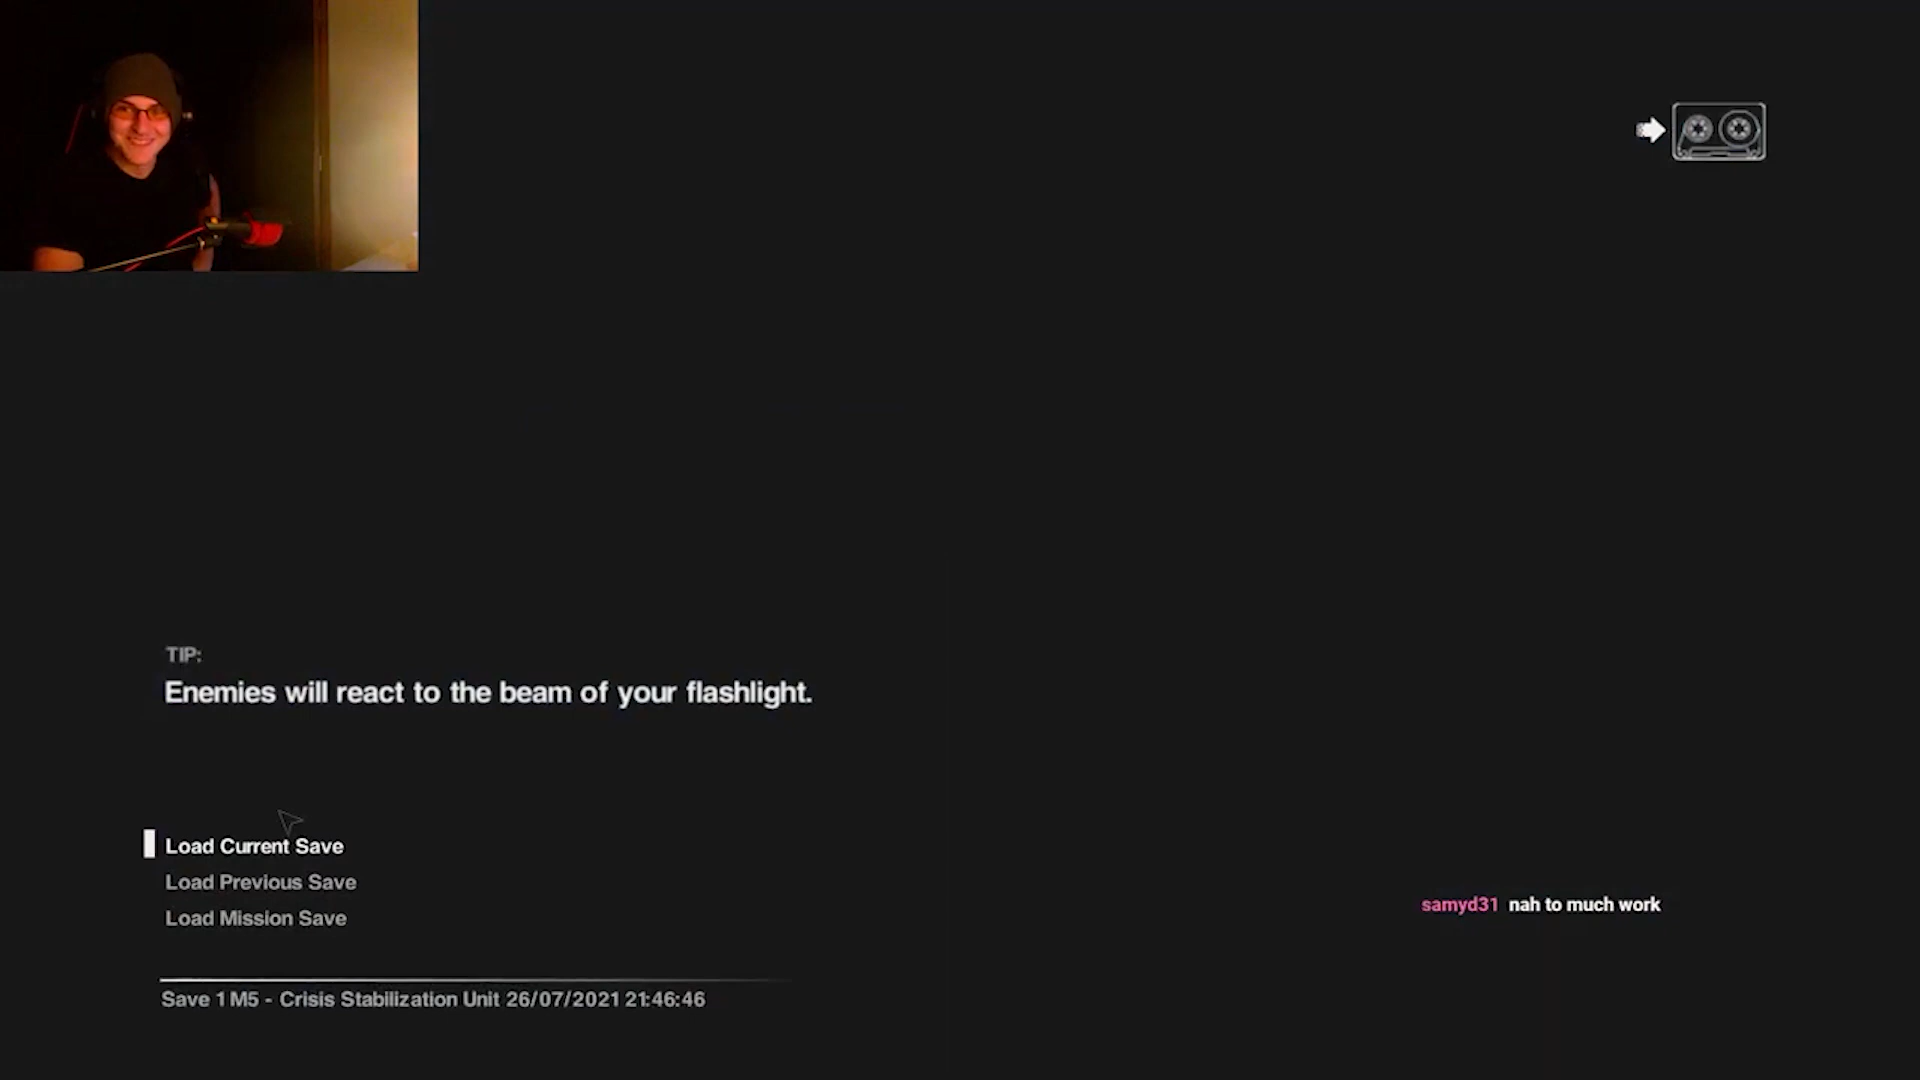 TIP:
Enemies will react to the beam of your flashlight.
Load Current Save
Load Previous Save
Load Mission Save
samyd31 nah to much work
Save 1 M5 - Crisis Stabilization Unit 26/07/2021 21:46:46